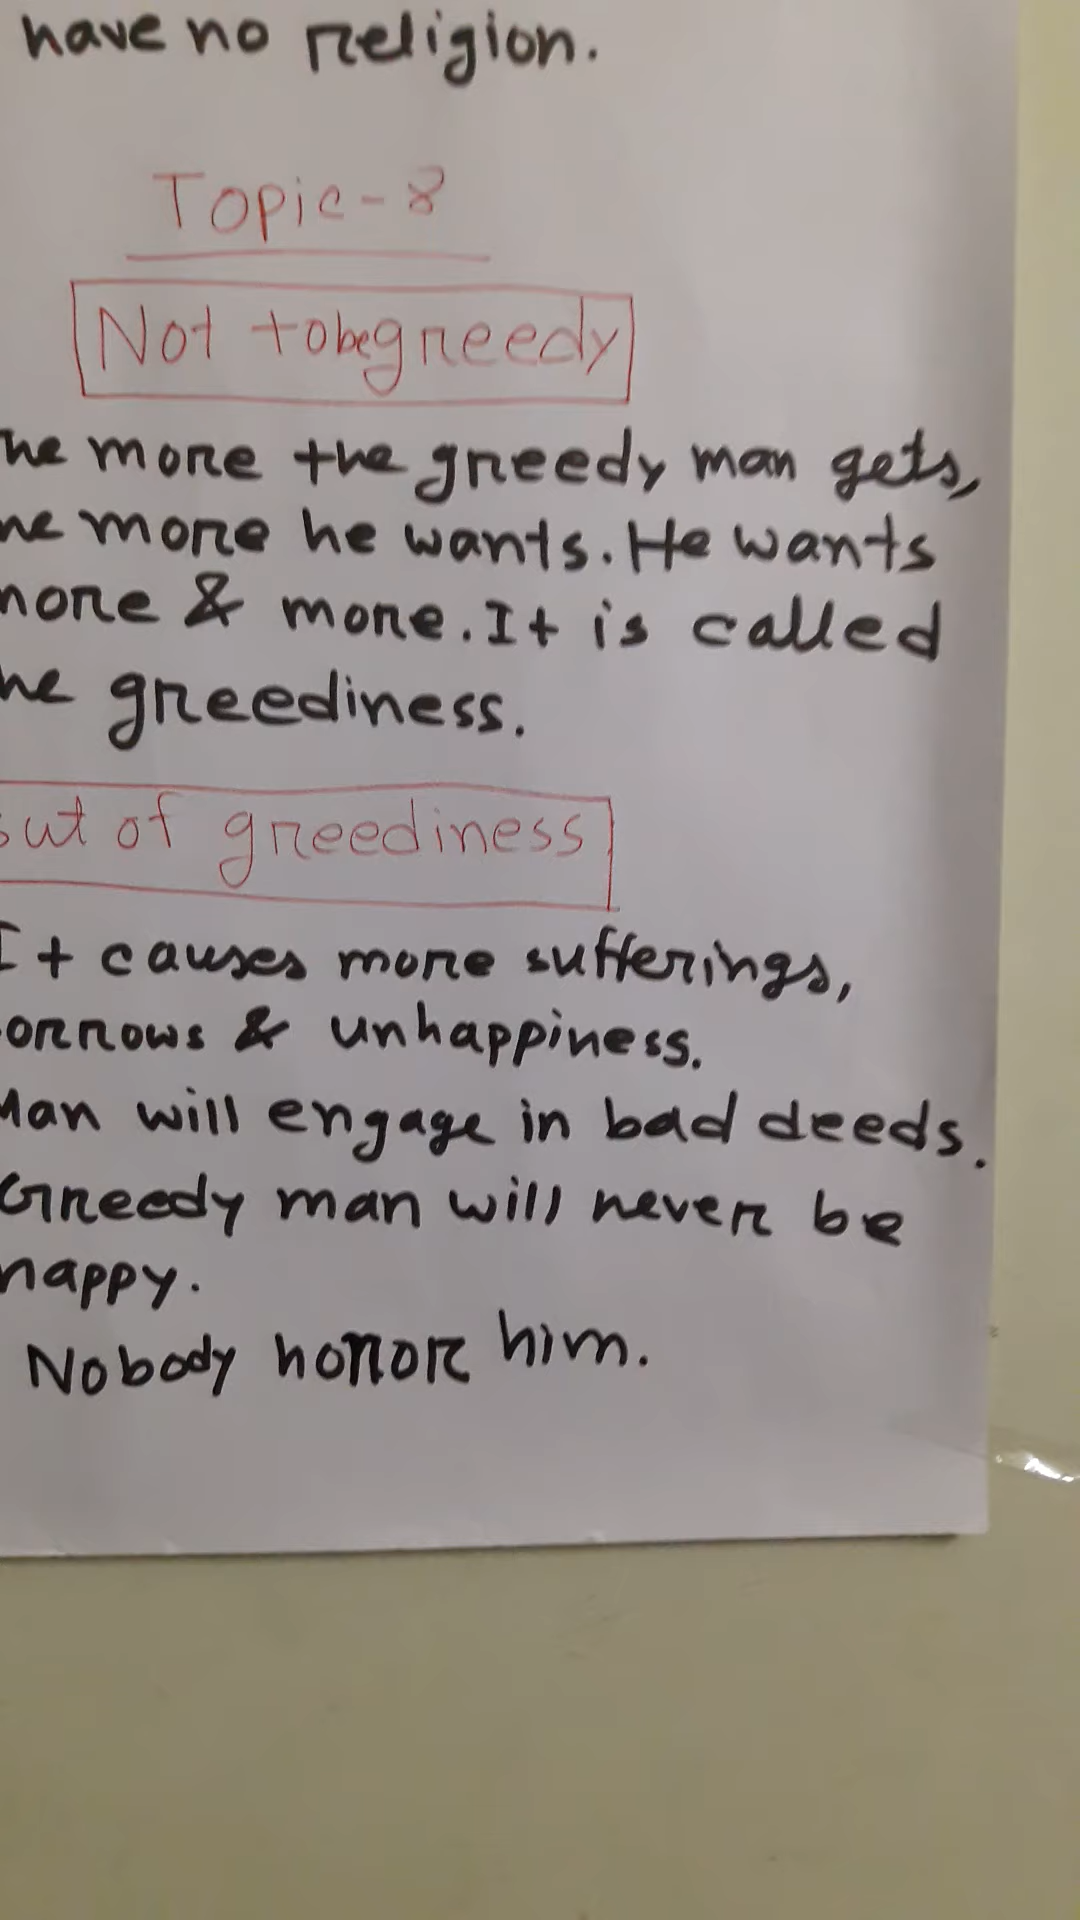 have no religion.
Topic-8
Not to be greedy
he more the greedy man gets,
he more he wants. He wants
more & more. It is called
he greediness.
out of greediness
It causes more sufferings,
orrows & unhappiness.
Man will engage in bad deeds.
Greedy man will never be
happy.
Nobody honor him.